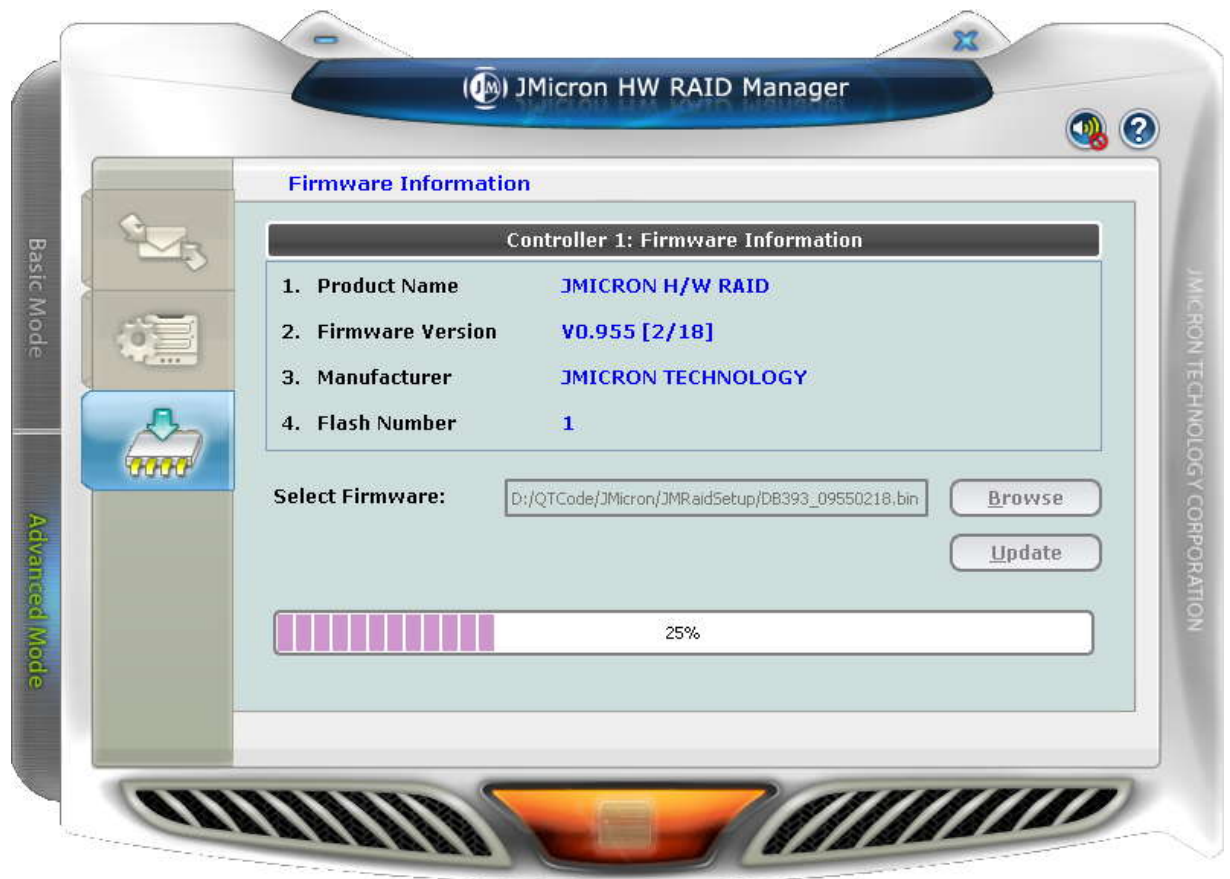 JM JMicron HW RAID Manager
Firmware Information
Controller 1: Firmware Information
1. Product Name JMICRON H/W RAID
2. Firmware Version V0.955 [2/18]
3. Manufacturer JMICRON TECHNOLOGY
4. Flash Number 1
Select Firmware: D:/QTCode/JMicron/JMRaidSetup/DB393_09550218.bin Browse
Update
25%
Basic Mode
Advanced Mode
JMICRON TECHNOLOGY CORPORATION